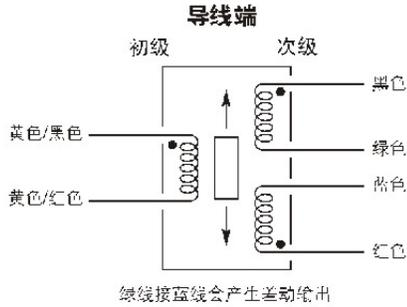 导线端
初级
次级
黑色
黄色/黑色
绿色
蓝色
黄色/红色
红色
绿线接蓝线会产生差动输出